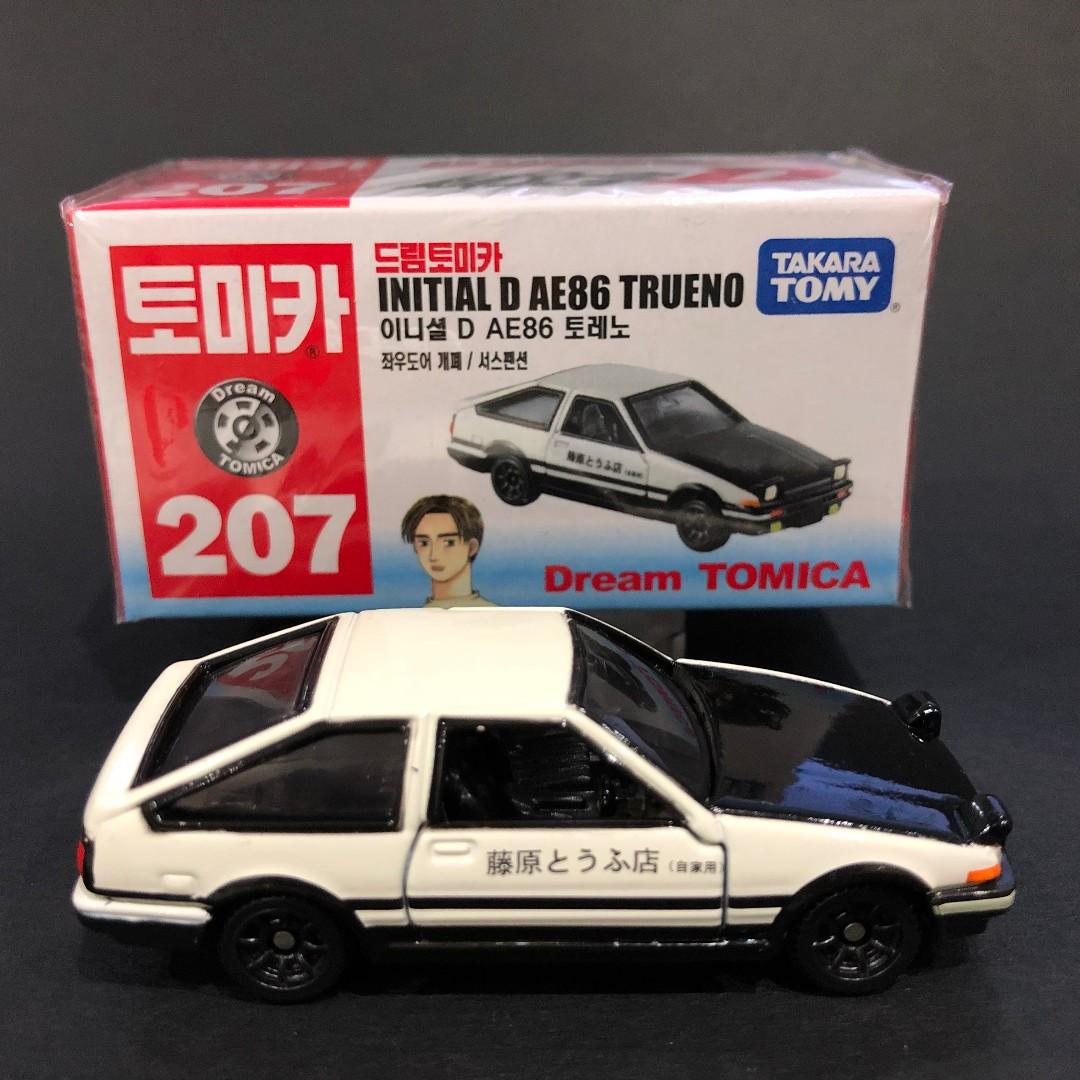 207
토미카
®
Dream
TOMICA
207
드림토미카
INITIAL D AE86 TRUENO
이니셜 D AE86 토레노
좌우도어 개폐 / 서스펜션
TAKARA
TOMY
®
藤原とうふ店
Dream TOMICA
藤原とうふ店(自家用)